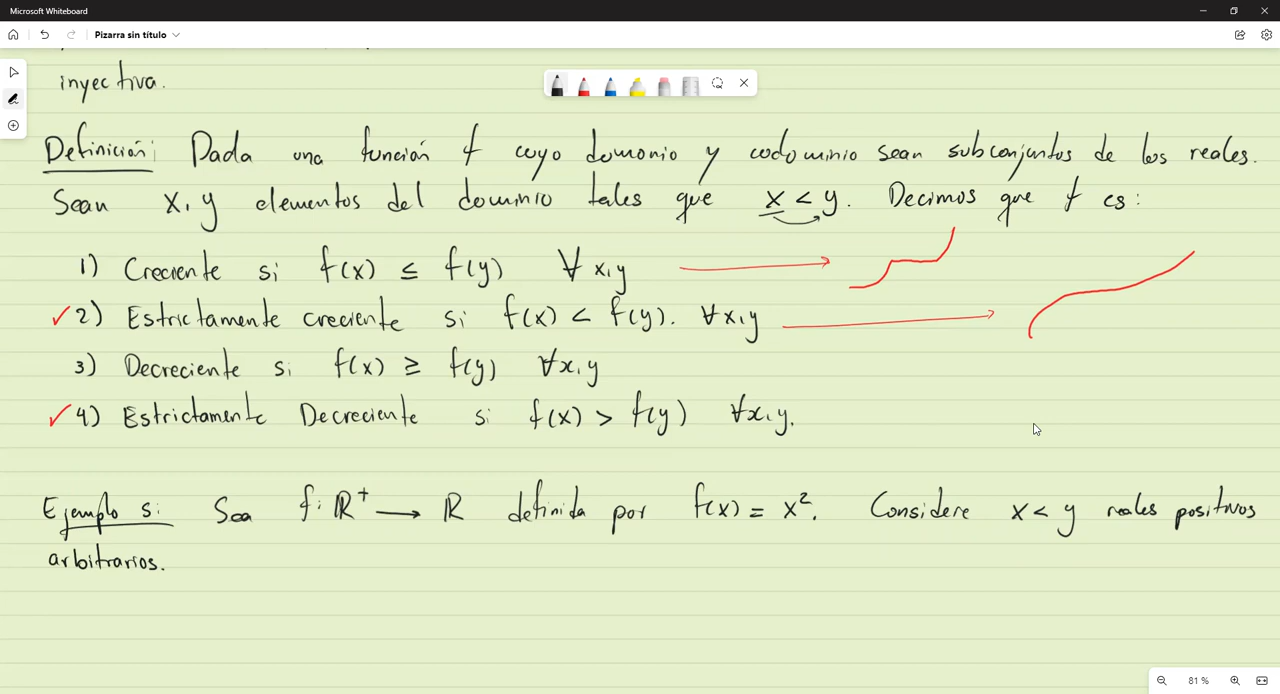 Microsoft Whiteboard
Pizarra sin título
inyectiva.
Definición: Dada una función f cuyo domonio y codominio sean subconjuntos de los reales.
Sean x, y elementos del dominio tales que x < y. Decimos que f es:
1) Creciente si f(x) ≤ f(y) ∀ x,y
✓ 2) Estrictamente creciente si f(x) < f(y). ∀x,y
3) Decreciente si f(x) ≥ f(y) ∀x,y
✓ 4) Estrictamente Decreciente si f(x) > f(y) ∀x,y.
Ejemplo si: Sea f: ℝ⁺ → ℝ definida por f(x) = x². Considere x < y reales positivos
arbitrarios.
81 %